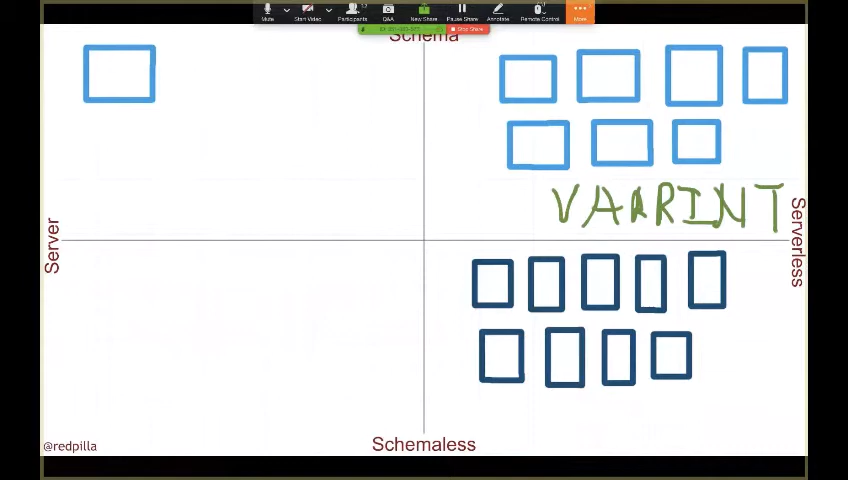 Mute
Start Video
Participants
Q&A
New Share
Pause Share
Annotate
Remote Control
More
Stop Share
Schema
VARRINT
Server
Serverless
@redpilla
Schemaless